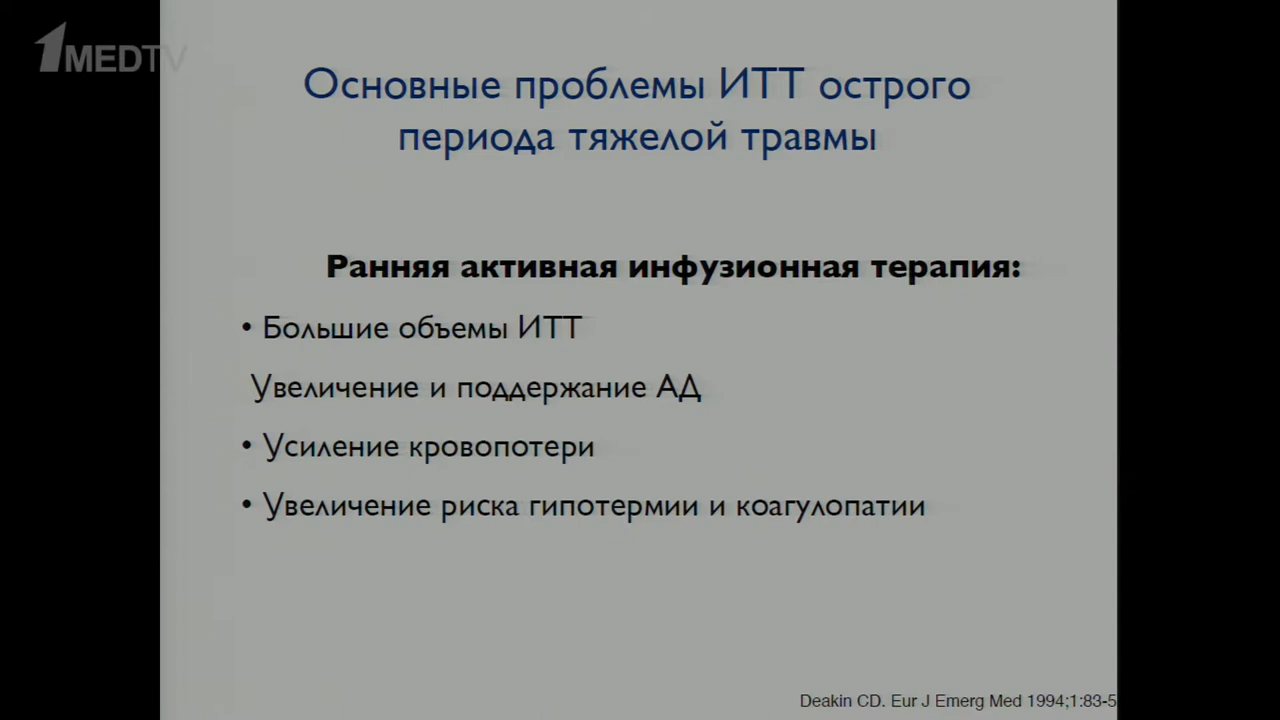 1MEDTV
Основные проблемы ИТТ острого
периода тяжелой травмы
Ранняя активная инфузионная терапия:
• Большие объемы ИТТ
Увеличение и поддержание АД
• Усиление кровопотери
• Увеличение риска гипотермии и коагулопатии
Deakin CD. Eur J Emerg Med 1994;1:83-5